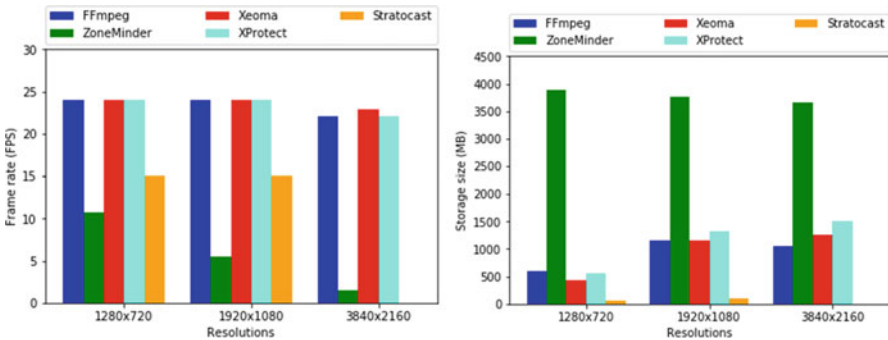 FFmpeg Xeoma Stratocast
ZoneMinder XProtect
30
25
20
15
10
5
0
Frame rate (FPS)
1280x720 1920x1080 3840x2160
Resolutions
FFmpeg Xeoma Stratocast
ZoneMinder XProtect
4500
4000
3500
3000
2500
2000
1500
1000
500
0
Storage size (MB)
1280x720 1920x1080 3840x2160
Resolutions